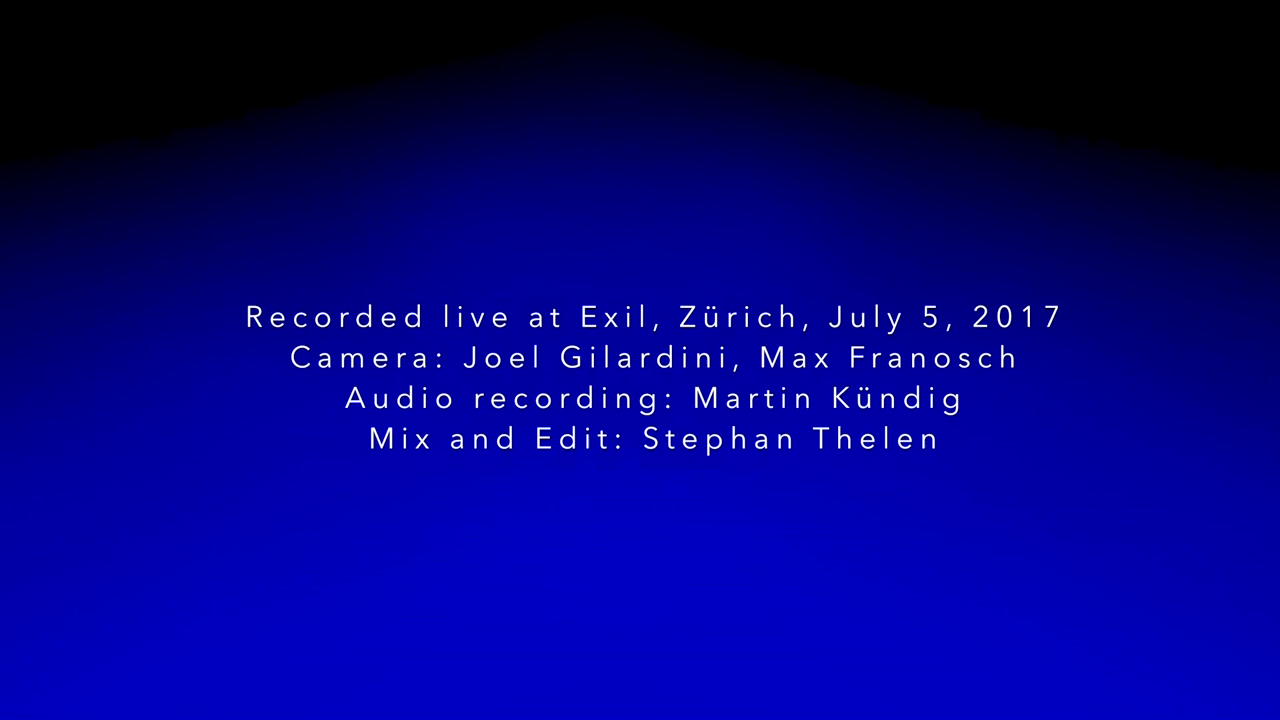 Recorded live at Exil, Zürich, July 5, 2017
Camera: Joel Gilardini, Max Franosch
Audio recording: Martin Kündig
Mix and Edit: Stephan Thelen